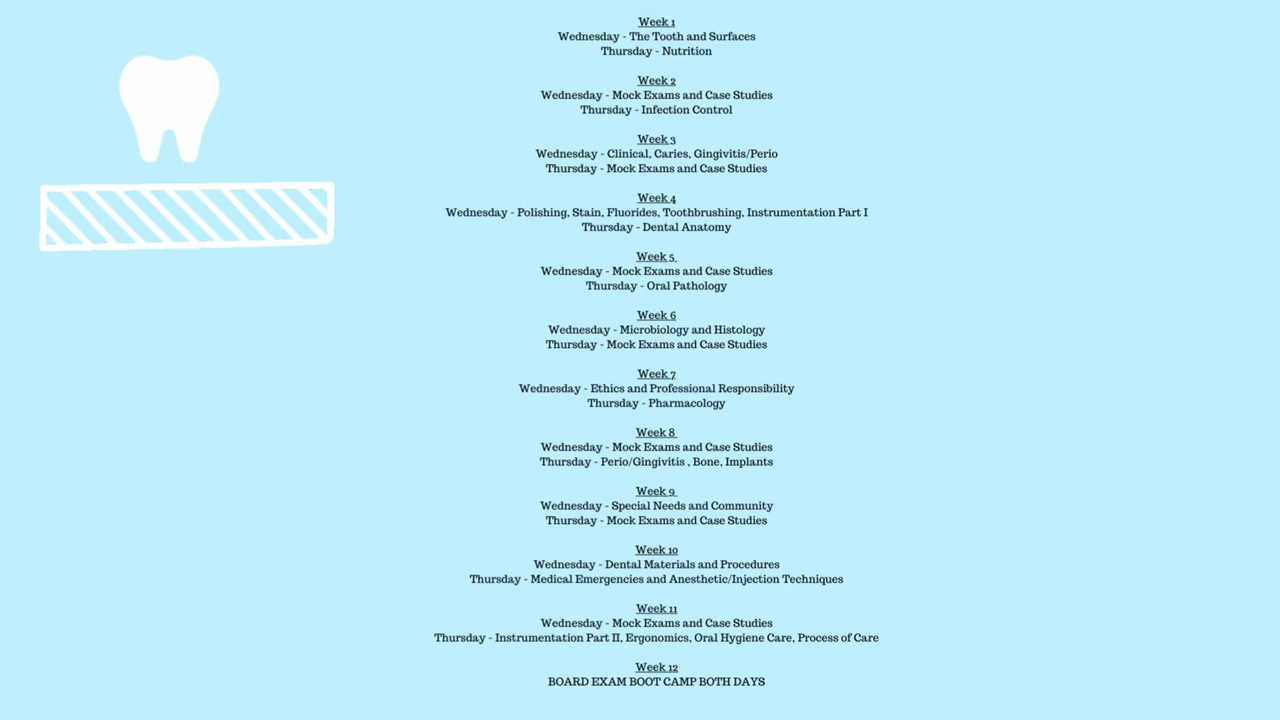 Week 1
Wednesday - The Tooth and Surfaces
Thursday - Nutrition
Week 2
Wednesday - Mock Exams and Case Studies
Thursday - Infection Control
Week 3
Wednesday - Clinical, Caries, Gingivitis/Perio
Thursday - Mock Exams and Case Studies
Week 4
Wednesday - Polishing, Stain, Fluorides, Toothbrushing, Instrumentation Part I
Thursday - Dental Anatomy
Week 5
Wednesday - Mock Exams and Case Studies
Thursday - Oral Pathology
Week 6
Wednesday - Microbiology and Histology
Thursday - Mock Exams and Case Studies
Week 7
Wednesday - Ethics and Professional Responsibility
Thursday - Pharmacology
Week 8
Wednesday - Mock Exams and Case Studies
Thursday - Perio/Gingivitis , Bone, Implants
Week 9
Wednesday - Special Needs and Community
Thursday - Mock Exams and Case Studies
Week 10
Wednesday - Dental Materials and Procedures
Thursday - Medical Emergencies and Anesthetic/Injection Techniques
Week 11
Wednesday - Mock Exams and Case Studies
Thursday - Instrumentation Part II, Ergonomics, Oral Hygiene Care, Process of Care
Week 12
BOARD EXAM BOOT CAMP BOTH DAYS